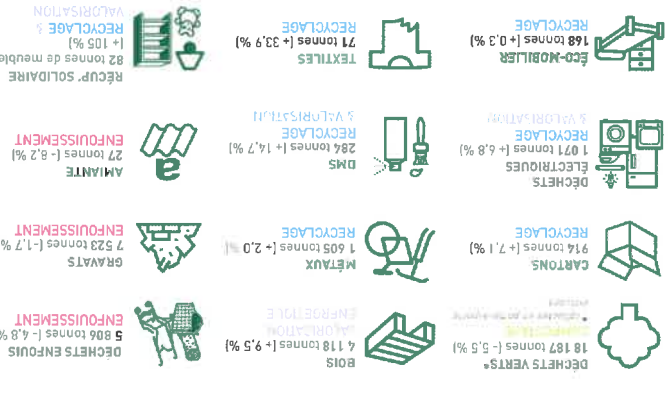 DÉCHETS VERTS*
18 187 tonnes (- 5,5 %)
BOIS
4 118 tonnes (+ 9,5 %)
VALORISATION
ÉNERGÉTIQUE
DÉCHETS ENFOUIS
5 806 tonnes (- 4,8 %
ENFOUISSEMENT
CARTONS
914 tonnes (+ 7,1 %)
RECYCLAGE
MÉTAUX
1 605 tonnes (+ 2,0 %)
RECYCLAGE
GRAVATS
7 523 tonnes (-1,7 %
ENFOUISSEMENT
DÉCHETS
ÉLECTRIQUES
1 071 tonnes (+ 6,8 %)
RECYCLAGE
& VALORISATION
DMS
284 tonnes (+ 14,7 %)
RECYCLAGE
& VALORISATION
AMIANTE
a
27 tonnes (- 8,2 %)
ENFOUISSEMENT
ÉCO-MOBILIER
168 tonnes (+ 0,3 %)
RECYCLAGE
TEXTILES
71 tonnes (+ 33,9 %)
RECYCLAGE
RÉCUP' SOLIDAIRE
82 tonnes de meuble
(+ 105 %)
RECYCLAGE &
VALORISATION